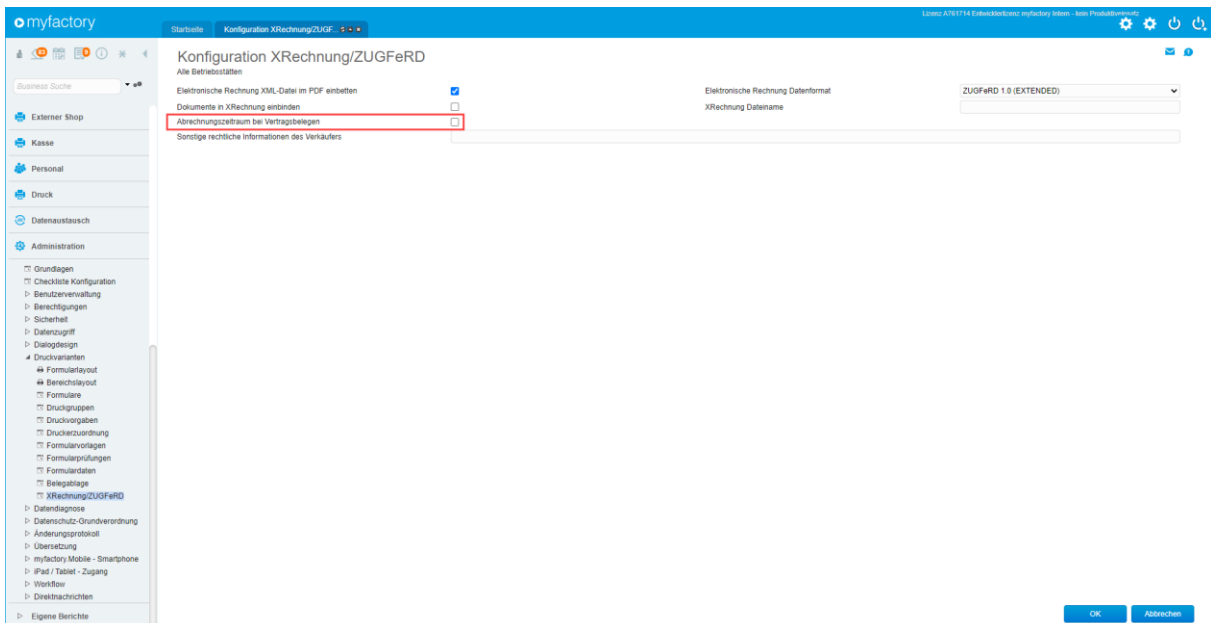 myfactory
Lizenz A761714 Entwicklerlizenz myfactory Intern - kein Produktiveinsatz
Startseite
Konfiguration XRechnung/ZUGF...
Konfiguration XRechnung/ZUGFeRD
Alle Betriebsstätten
Business Suche
Elektronische Rechnung XML-Datei im PDF einbetten
Elektronische Rechnung Datenformat
ZUGFeRD 1.0 (EXTENDED)
Dokumente in XRechnung einbinden
XRechnung Dateiname
Abrechnungszeitraum bei Vertragsbelegen
Sonstige rechtliche Informationen des Verkäufers
Externer Shop
Kasse
Personal
Druck
Datenaustausch
Administration
Grundlagen
Checkliste Konfiguration
Benutzerverwaltung
Berechtigungen
Sicherheit
Datenzugriff
Dialogdesign
Druckvarianten
Formularlayout
Bereichslayout
Formulare
Druckgruppen
Druckvorgaben
Druckerzuordnung
Formularvorlagen
Formularprüfungen
Formulardaten
Belegablage
XRechnung/ZUGFeRD
Datendiagnose
Datenschutz-Grundverordnung
Änderungsprotokoll
Übersetzung
myfactory.Mobile - Smartphone
iPad / Tablet - Zugang
Workflow
Direktnachrichten
Eigene Berichte
OK
Abbrechen